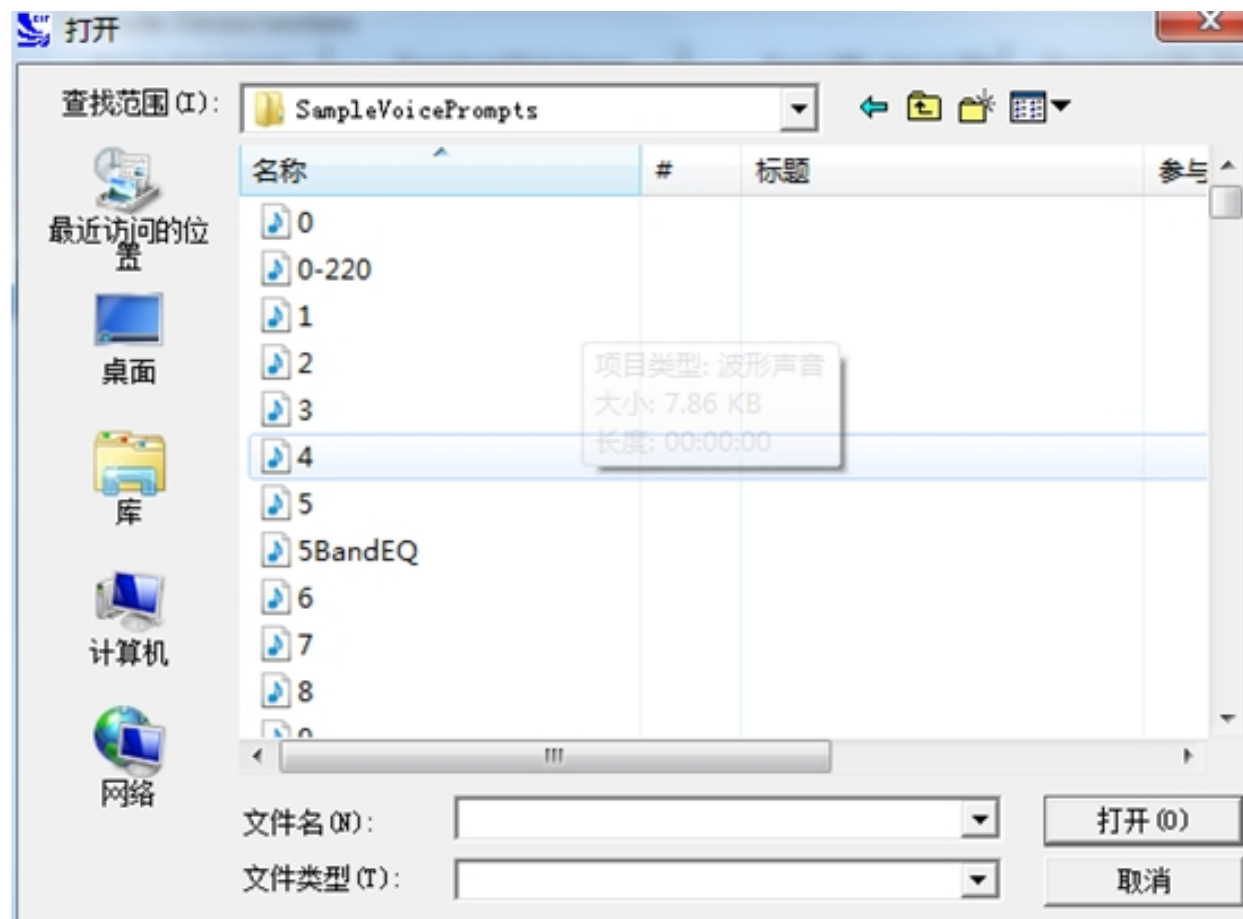 打开
查找范围(I):
SampleVoicePrompts
名称
#
标题
参与
最近访问的位
置
桌面
库
计算机
网络
0
0-220
1
2
3
4
5
5BandEQ
6
7
8
项目类型: 波形声音
大小: 7.86 KB
长度: 00:00:00
文件名(N):
打开(O)
文件类型(T):
取消